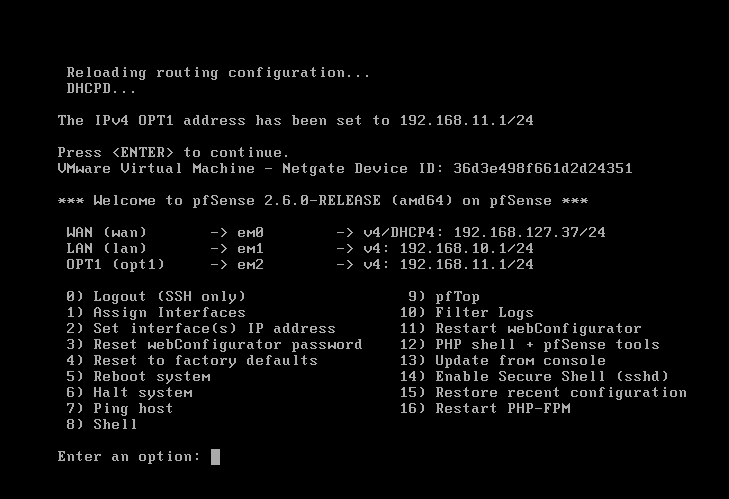 Reloading routing configuration...
DHCPD...
The IPv4 OPT1 address has been set to 192.168.11.1/24
Press <ENTER> to continue.
VMware Virtual Machine - Netgate Device ID: 36d3e498f661d2d24351
*** Welcome to pfSense 2.6.0-RELEASE (amd64) on pfSense ***
WAN (wan)       -> em0        -> v4/DHCP4: 192.168.127.37/24
LAN (lan)       -> em1        -> v4: 192.168.10.1/24
OPT1 (opt1)     -> em2        -> v4: 192.168.11.1/24
0) Logout (SSH only)                  9) pfTop
1) Assign Interfaces                 10) Filter Logs
2) Set interface(s) IP address       11) Restart webConfigurator
3) Reset webConfigurator password    12) PHP shell + pfSense tools
4) Reset to factory defaults         13) Update from console
5) Reboot system                     14) Enable Secure Shell (sshd)
6) Halt system                       15) Restore recent configuration
7) Ping host                         16) Restart PHP-FPM
8) Shell
Enter an option: